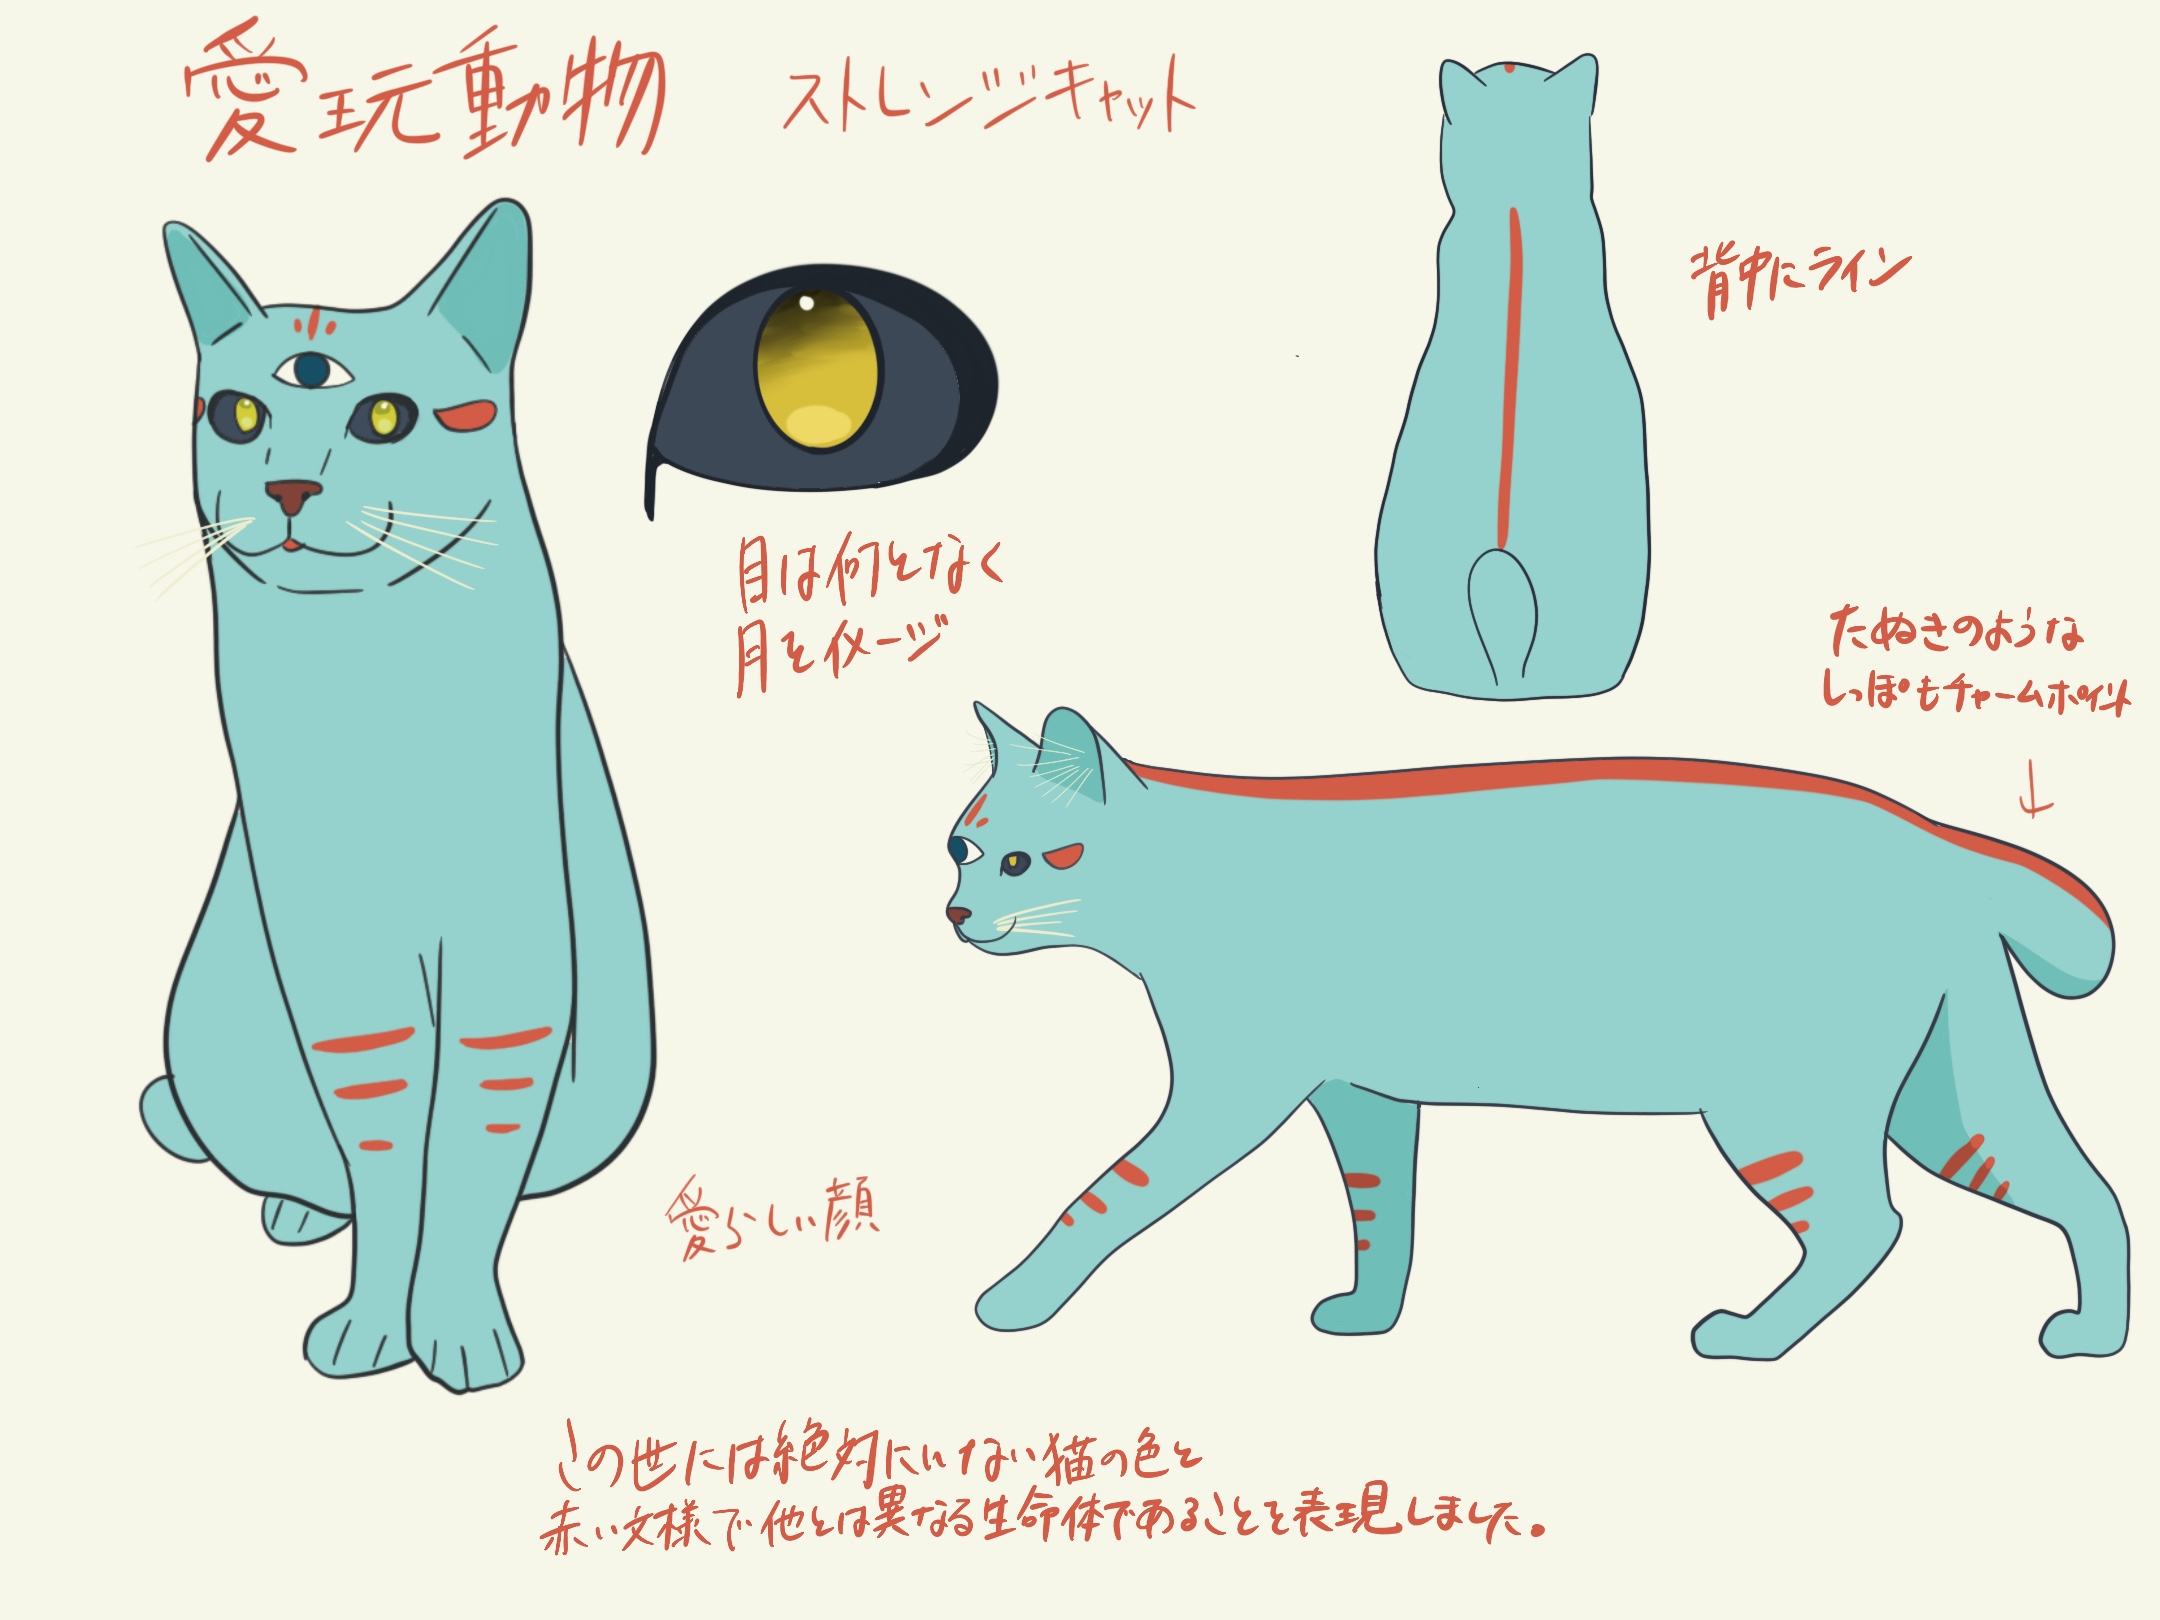 愛玩動物 ストレンジキャット
背中にライン
目は何となく
月をイメージ
たぬきのような
しっぽもチャームポイント
愛らしい顔
この世には絶対にいない猫の色と
赤い文様で他とは異なる生命体であることを表現しました。